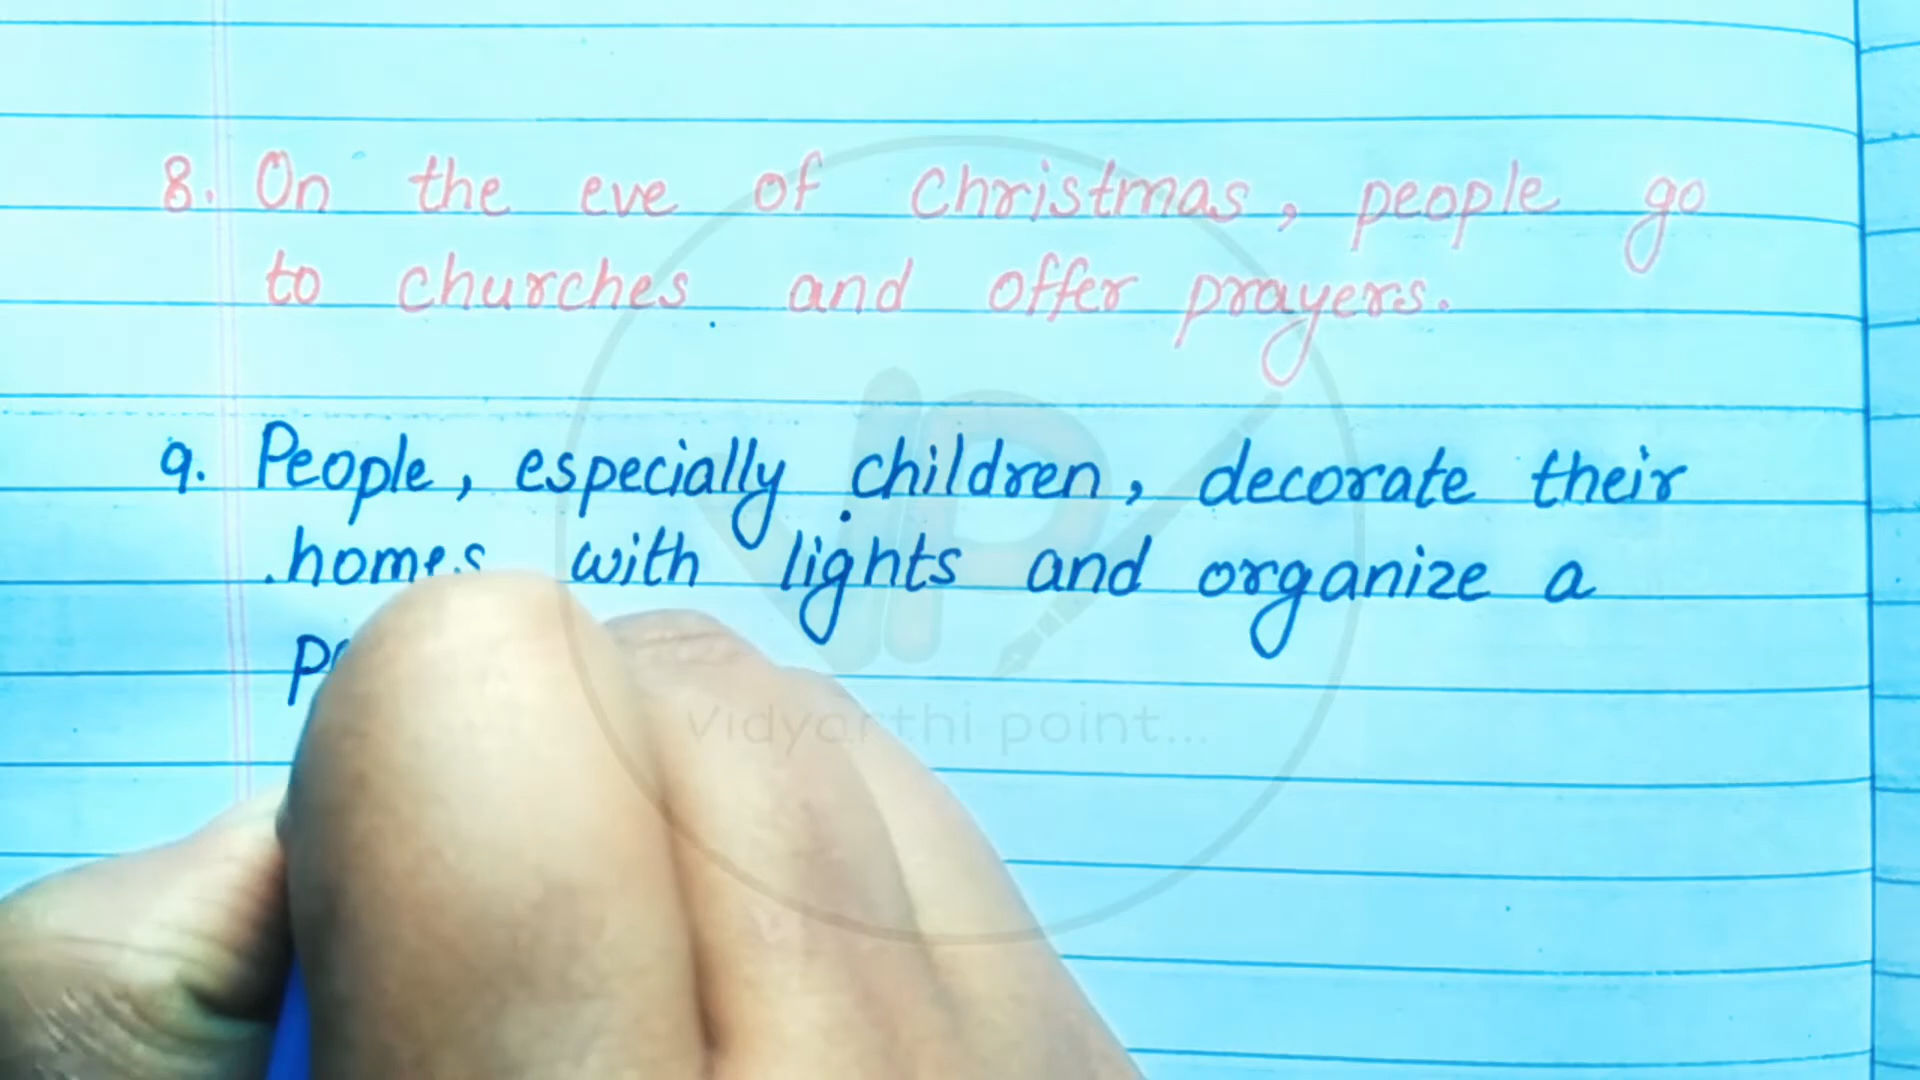 8. On the eve of Christmas, people go
to churches and offer prayers.
9. People, especially children, decorate their
homes with lights and organize a
Vidyarthi point...